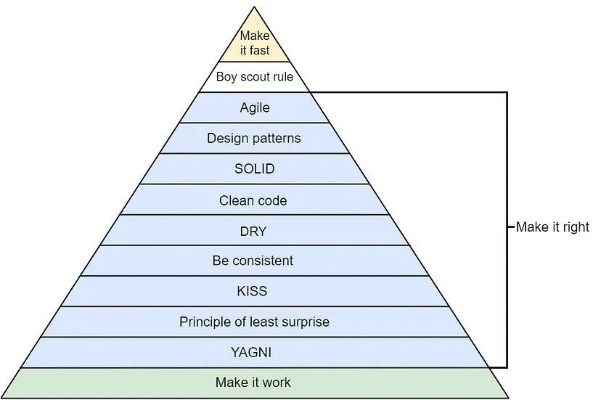 Make
it fast
Boy scout rule
Agile
Design patterns
SOLID
Clean code
DRY
Be consistent
KISS
Principle of least surprise
YAGNI
Make it work
Make it right